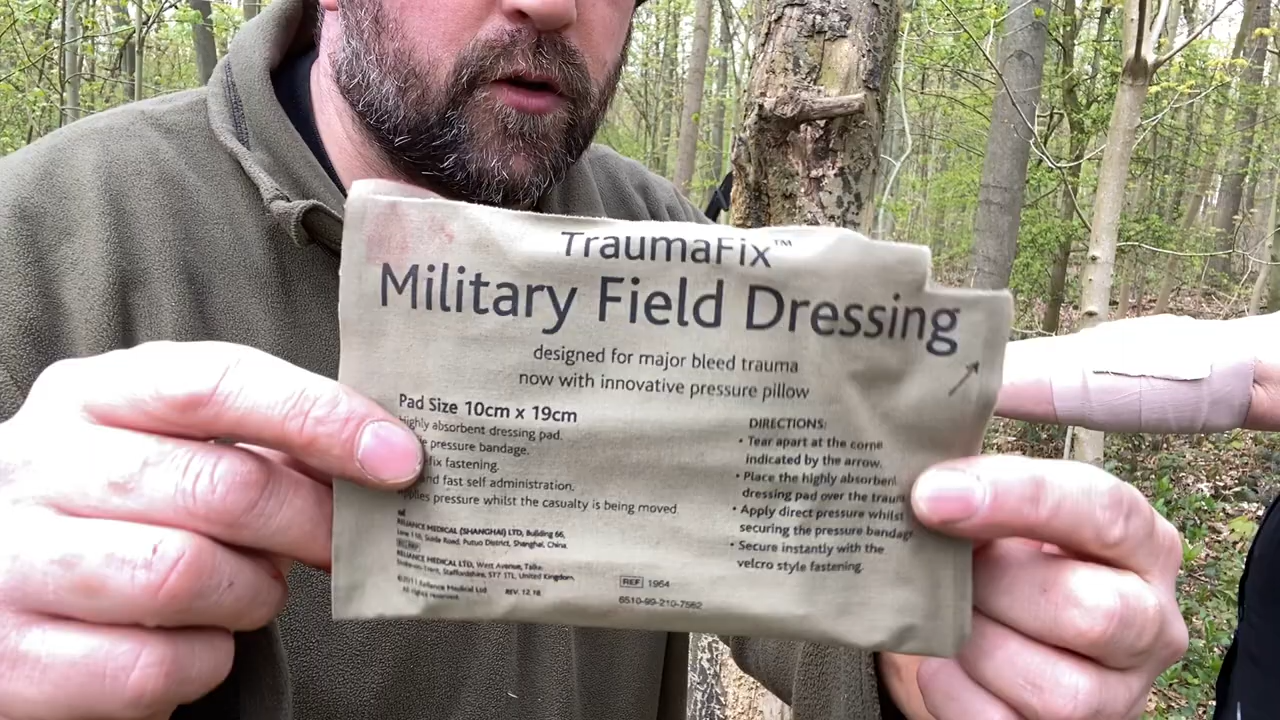 TraumaFix™
Military Field Dressing
designed for major bleed trauma
now with innovative pressure pillow
Pad Size 10cm x 19cm
Highly absorbent dressing pad.
pressure bandage.
fix fastening.
and fast self administration.
pressure whilst the casualty is being moved
RELIANCE MEDICAL (SHANGHAI) LTD, Building 66,
Road, Putuo District, Shanghai, China.
RELIANCE MEDICAL LTD, West Avenue, Talke
Staffordshire, ST7 1TL, United Kingdom.
©2011 Reliance Medical Ltd REV. 12.18
All rights reserved.
REF 1964
6510-99-210-7562
DIRECTIONS:
• Tear apart at the corne
indicated by the arrow.
• Place the highly absorbent
dressing pad over the traum
• Apply direct pressure whilst
securing the pressure bandag
• Secure instantly with the
velcro style fastening.